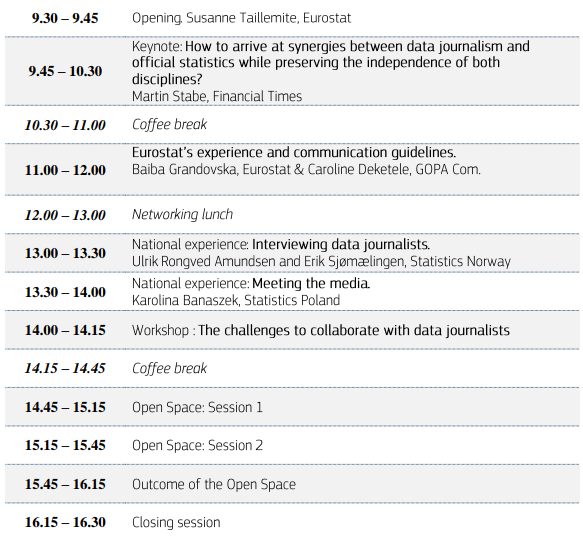 9.30 – 9.45 Opening. Susanne Taillemite, Eurostat
Keynote: How to arrive at synergies between data journalism and
official statistics while preserving the independence of both
9.45 – 10.30 disciplines?
Martin Stabe, Financial Times
10.30 – 11.00 Coffee break
Eurostat's experience and communication guidelines.
11.00 – 12.00 Baiba Grandovska, Eurostat & Caroline Deketele, GOPA Com.
12.00 – 13.00 Networking lunch
13.00 – 13.30 National experience: Interviewing data journalists.
Ulrik Rongved Amundsen and Erik Sjømælingen, Statistics Norway
13.30 – 14.00 National experience: Meeting the media.
Karolina Banaszek, Statistics Poland
14.00 – 14.15 Workshop : The challenges to collaborate with data journalists
14.15 – 14.45 Coffee break
14.45 – 15.15 Open Space: Session 1
15.15 – 15.45 Open Space: Session 2
15.45 – 16.15 Outcome of the Open Space
16.15 – 16.30 Closing session